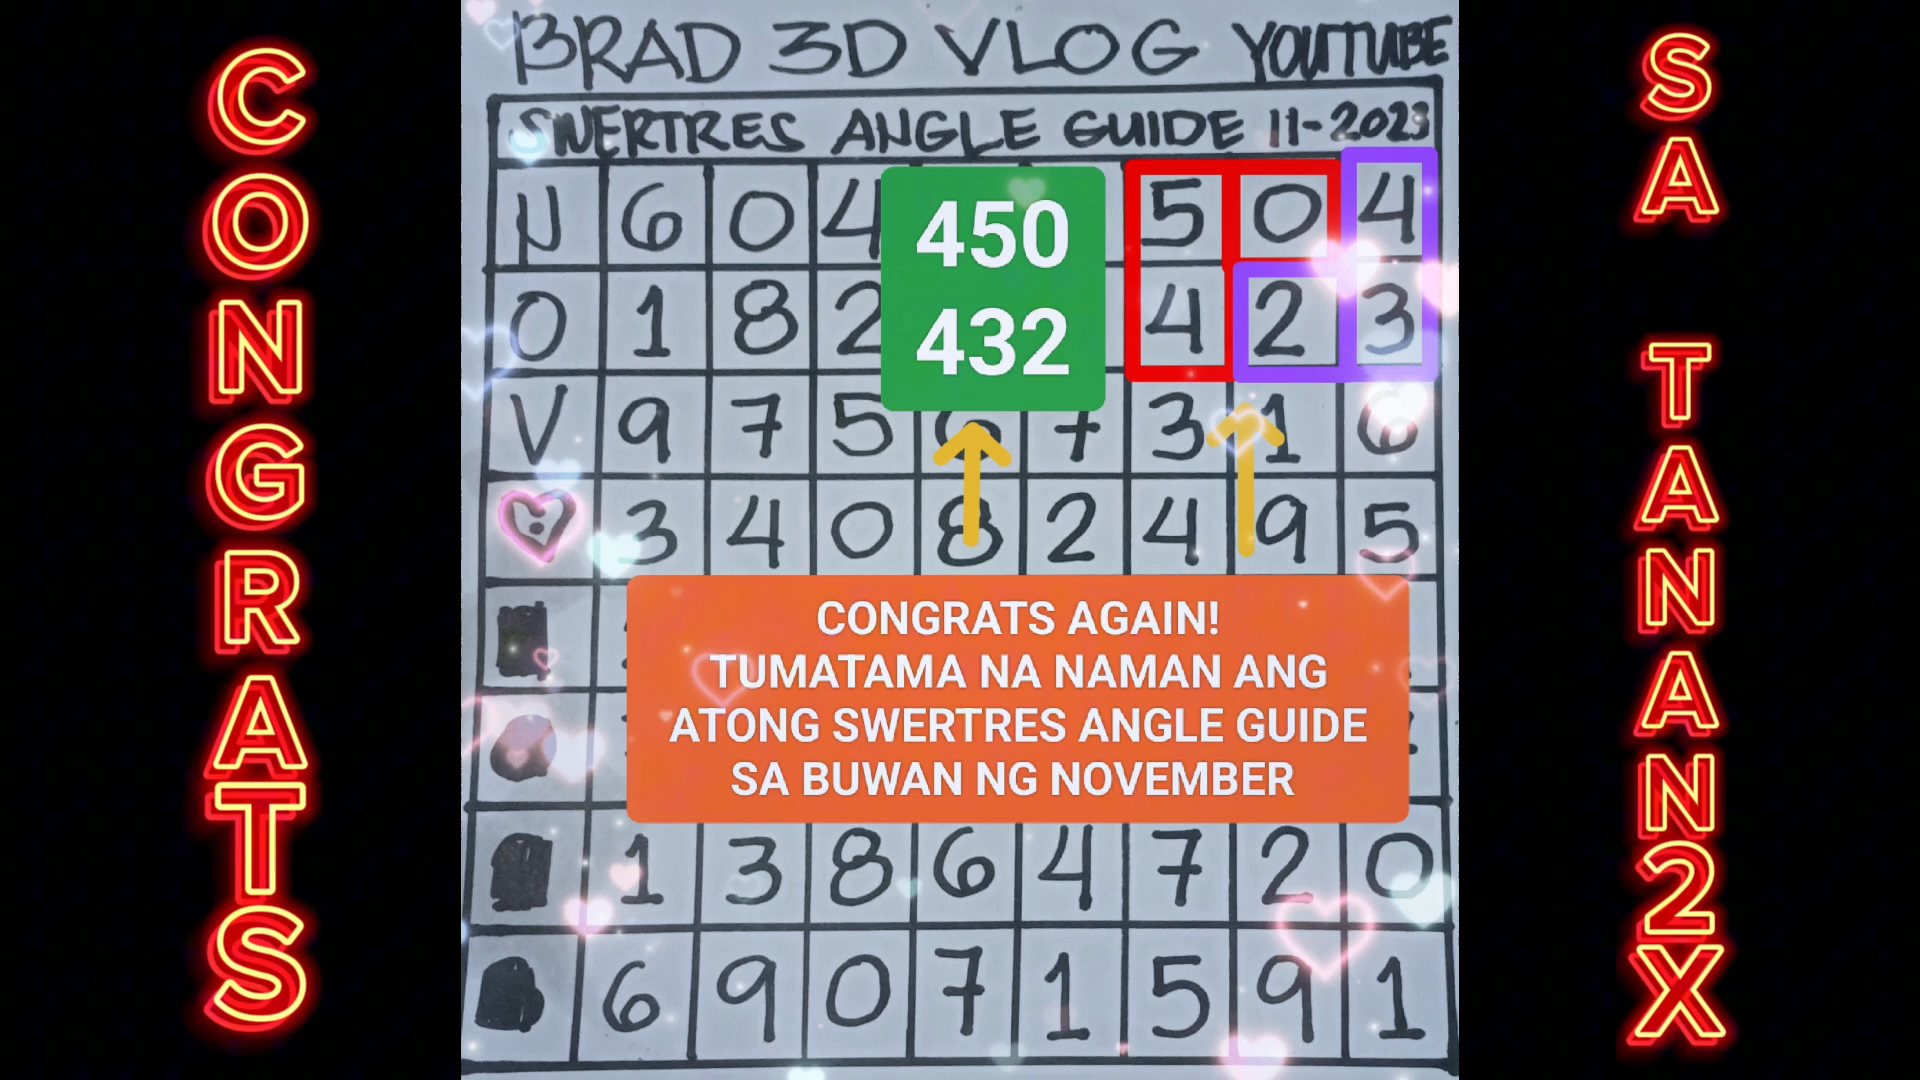 CONGRATS
BRAD 3D VLOG YOUTUBE
SWERTRES ANGLE GUIDE 11-2023
N 6 0 4 5 0 4
O 1 8 2 4 2 3
450
432
V 9 7 5 7 3 1 6
3 4 0 8 2 4 9 5
CONGRATS AGAIN!
TUMATAMA NA NAMAN ANG
ATONG SWERTRES ANGLE GUIDE
SA BUWAN NG NOVEMBER
1 3 8 6 4 7 2 0
6 9 0 7 1 5 9 1
SA TANAN2X